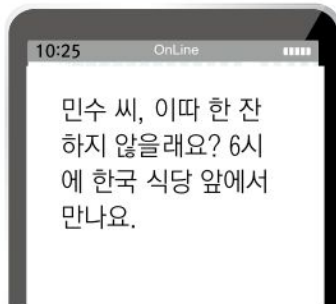 10:25 OnLine
민수 씨, 이따 한 잔
하지 않을래요? 6시
에 한국 식당 앞에서
만나요.